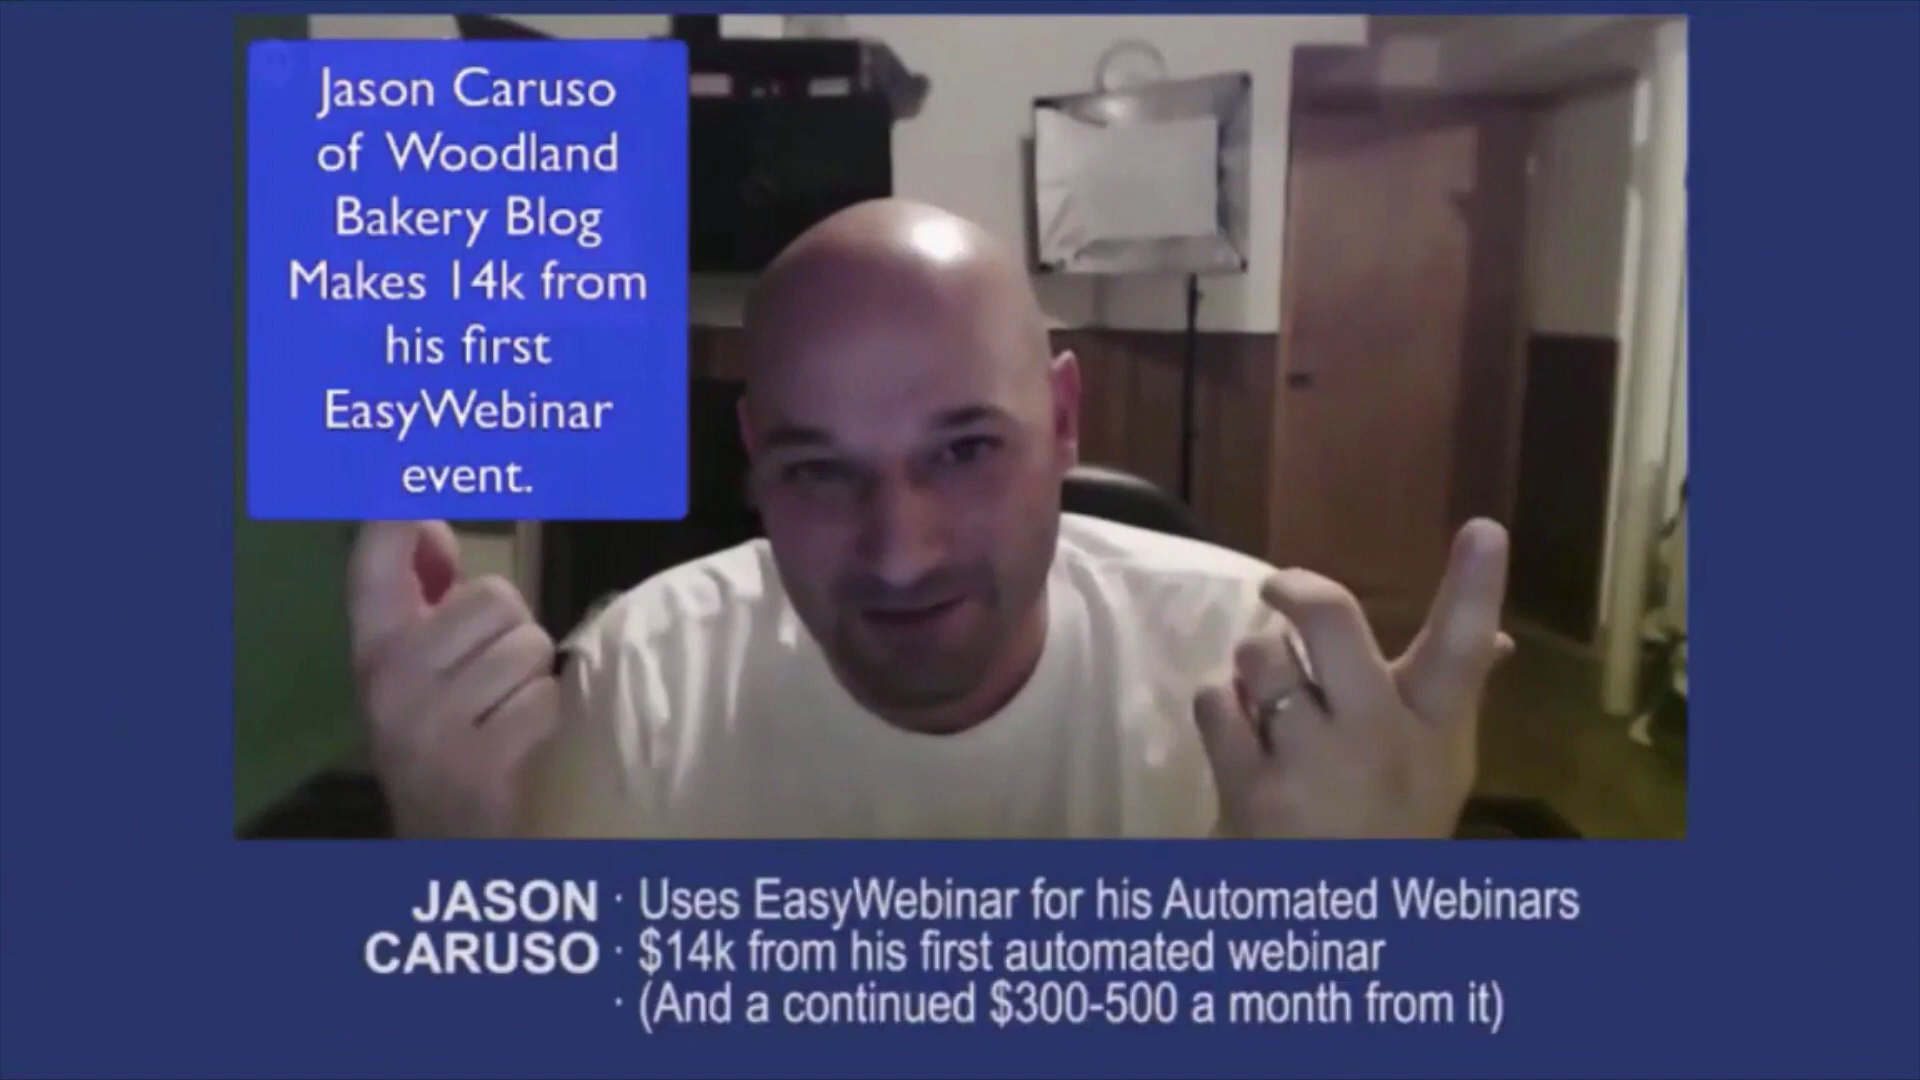 Jason Caruso
of Woodland
Bakery Blog
Makes 14k from
his first
EasyWebinar
event.
JASON
CARUSO
· Uses EasyWebinar for his Automated Webinars
· $14k from his first automated webinar
· (And a continued $300-500 a month from it)